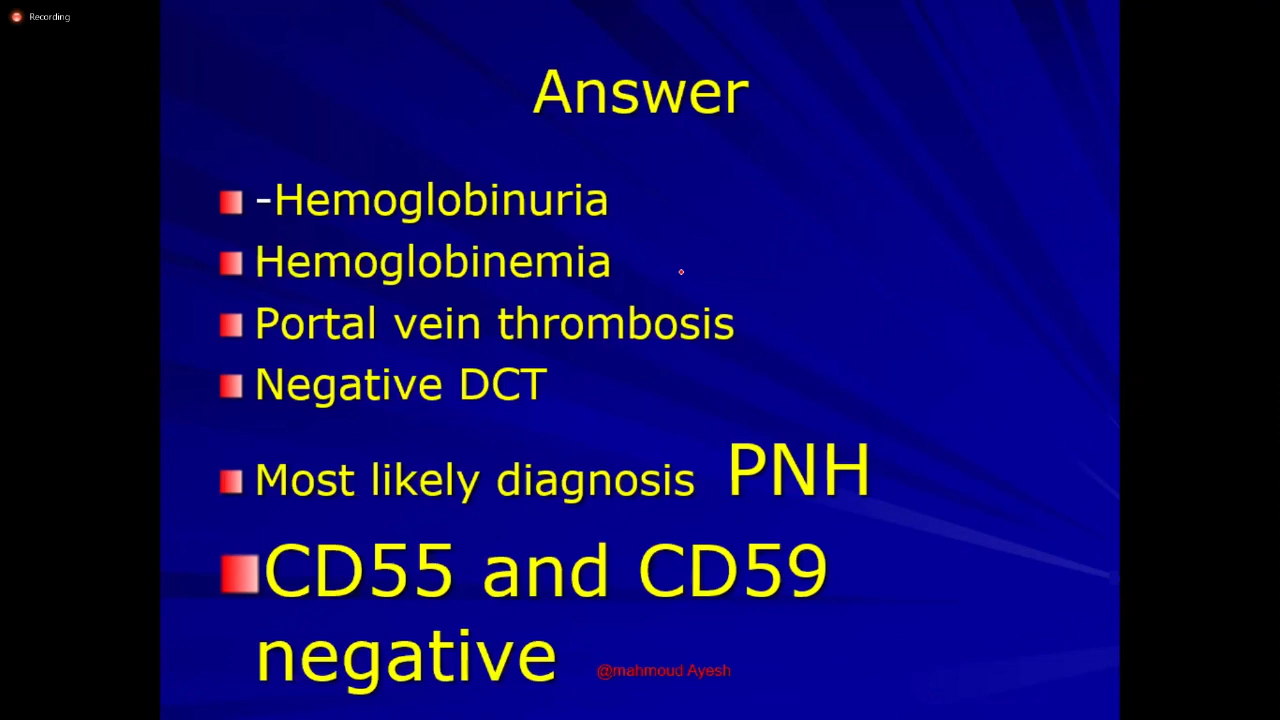 Recording
Answer
-Hemoglobinuria
Hemoglobinemia
Portal vein thrombosis
Negative DCT
Most likely diagnosis PNH
CD55 and CD59
negative
@mahmoud Ayesh